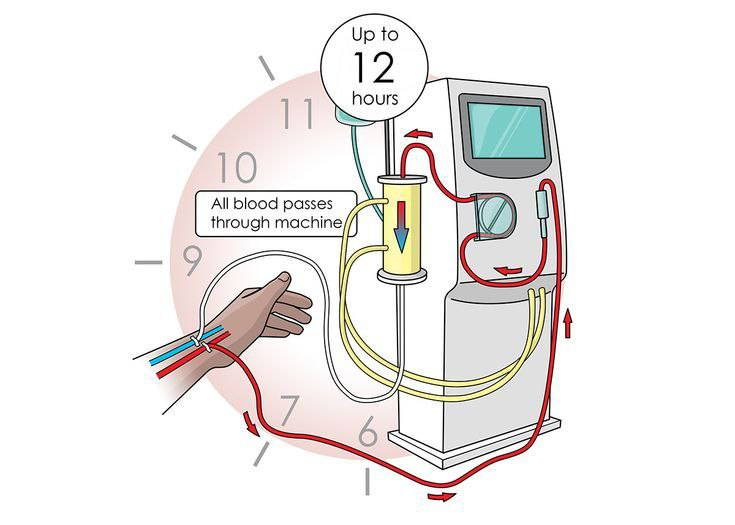 Up to
12
hours
11
10
All blood passes
through machine
9
7
6